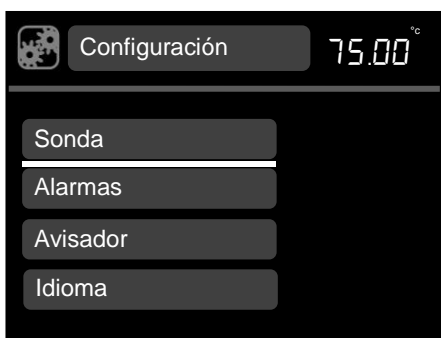 Configuración
75.00 °c
Sonda
Alarmas
Avisador
Idioma